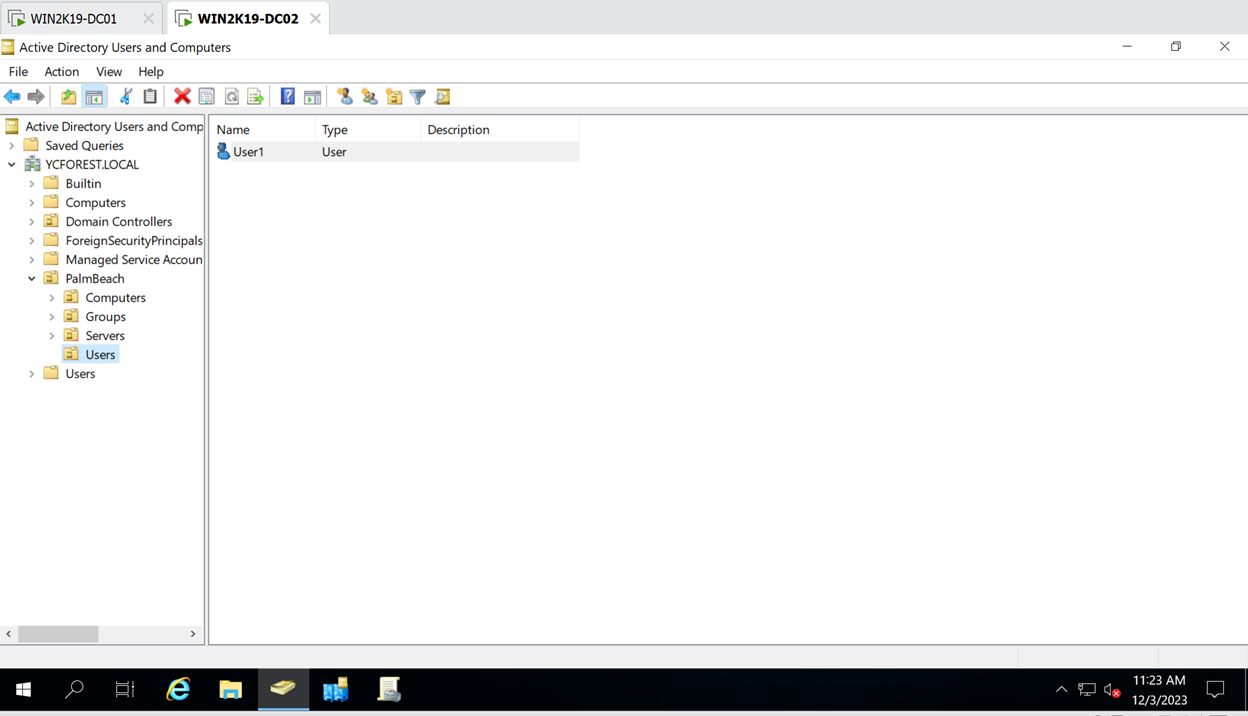 WIN2K19-DC01
WIN2K19-DC02
Active Directory Users and Computers
File Action View Help
Active Directory Users and Comp
Saved Queries
YCFOREST.LOCAL
Builtin
Computers
Domain Controllers
ForeignSecurityPrincipals
Managed Service Accoun
PalmBeach
Computers
Groups
Servers
Users
Users
Name Type Description
User1 User
11:23 AM
12/3/2023